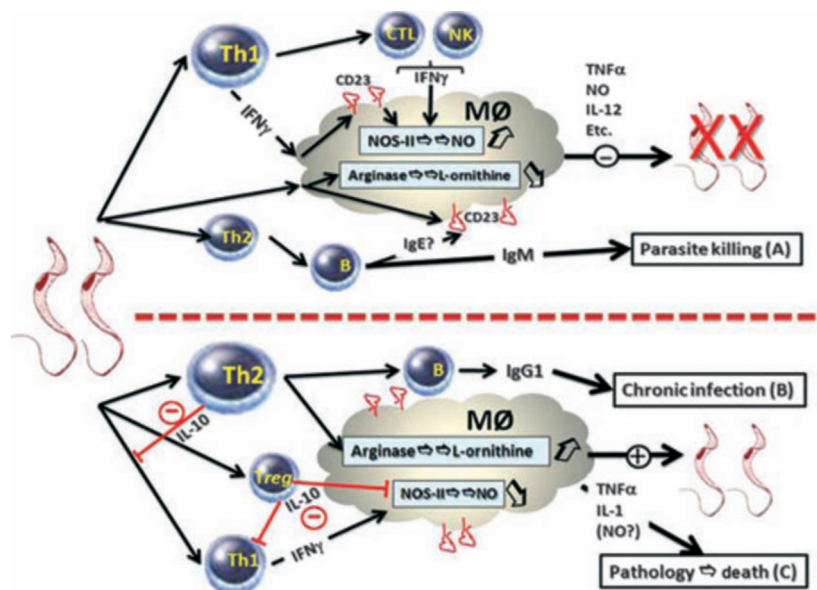 Th1
CTL
NK
IFNγ
CD23
IFNγ
MØ
NOS-II⇨⇨NO
Arginase⇨⇨L-ornithine
CD23
TNFα
NO
IL-12
Etc.
Th2
B
IgE?
IgM
Parasite killing (A)
Th2
IL-10
B
IgG1
Chronic infection (B)
MØ
Arginase⇨⇨L-ornithine
Treg
IL-10
NOS-II⇨⇨NO
TNFα
IL-1
(NO?)
Th1
IFNγ
Pathology ⇨ death (C)